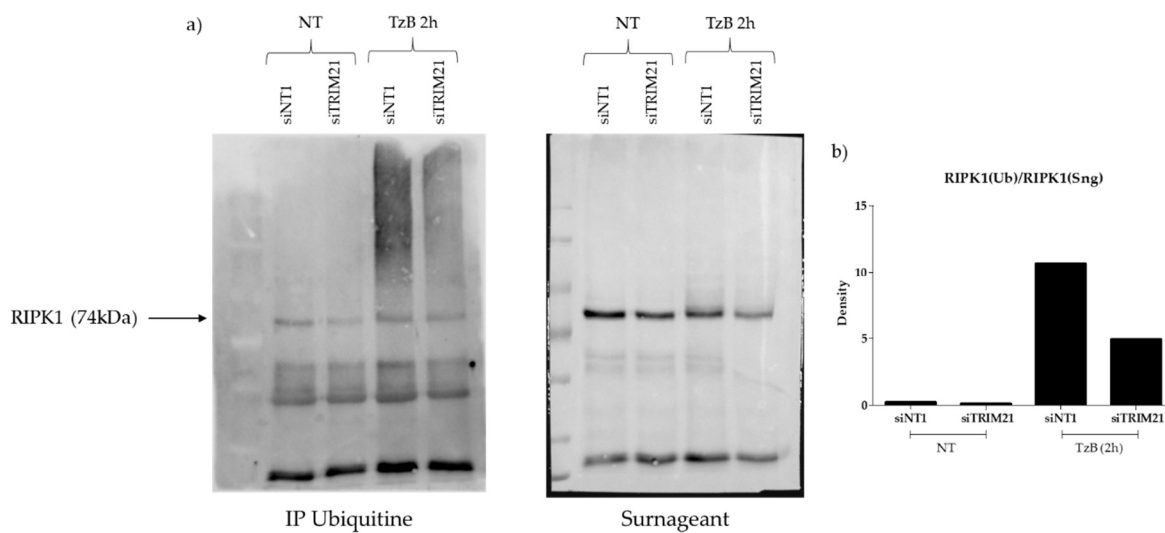 a)
NT
TzB 2h
siNT1
siTRIM21
siNT1
siTRIM21
RIPK1 (74kDa)
IP Ubiquitine
NT
TzB 2h
siNT1
siTRIM21
siNT1
siTRIM21
Surnageant
b)
RIPK1(Ub)/RIPK1(Sng)
Density
15
10
5
0
siNT1
siTRIM21
siNT1
siTRIM21
NT
TzB (2h)